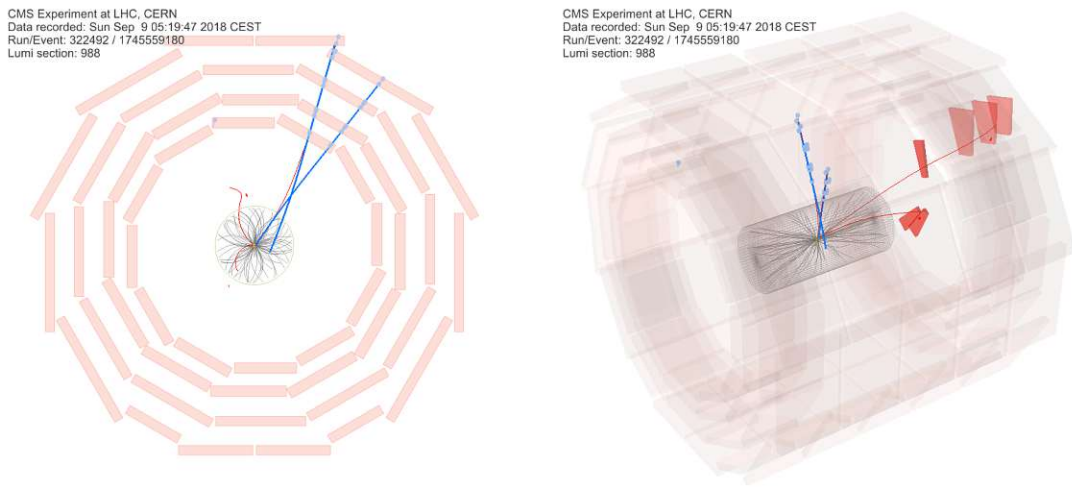 CMS Experiment at LHC, CERN
Data recorded: Sun Sep  9 05:19:47 2018 CEST
Run/Event: 322492 / 1745559180
Lumi section: 988
CMS Experiment at LHC, CERN
Data recorded: Sun Sep  9 05:19:47 2018 CEST
Run/Event: 322492 / 1745559180
Lumi section: 988